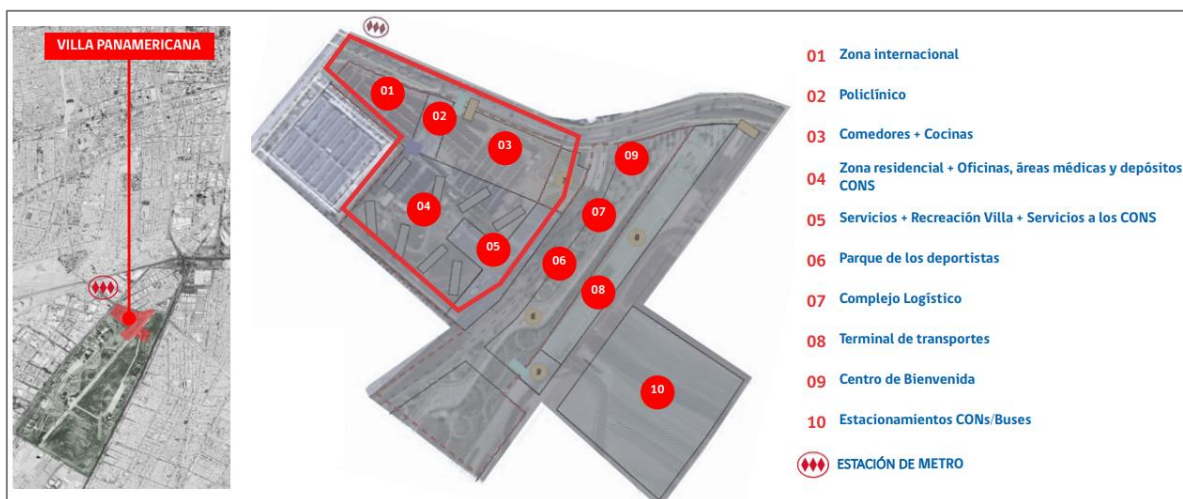 VILLA PANAMERICANA
01
02
03
04
05
06
07
08
09
10
01 Zona internacional
02 Policlínico
03 Comedores + Cocinas
04 Zona residencial + Oficinas, áreas médicas y depósitos
CONS
05 Servicios + Recreación Villa + Servicios a los CONS
06 Parque de los deportistas
07 Complejo Logístico
08 Terminal de transportes
09 Centro de Bienvenida
10 Estacionamientos CONs/Buses
ESTACIÓN DE METRO